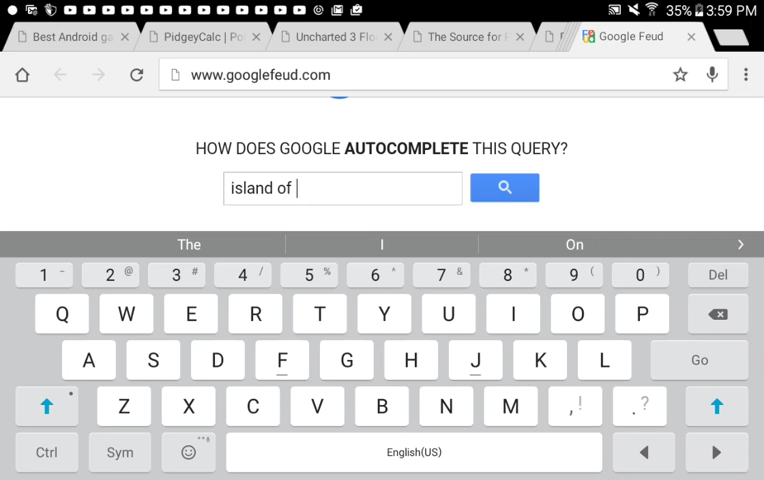 35% 3:59 PM
Best Android ga
PidgeyCalc | Po
Uncharted 3 Flo
The Source for
Google Feud
www.googlefeud.com
HOW DOES GOOGLE AUTOCOMPLETE THIS QUERY?
island of
The I On
1 - 2 @ 3 # 4 / 5 % 6 ^ 7 & 8 * 9 ( 0 ) Del
Q W E R T Y U I O P
A S D F G H J K L Go
Z X C V B N M , ! . ?
Ctrl Sym English(US)